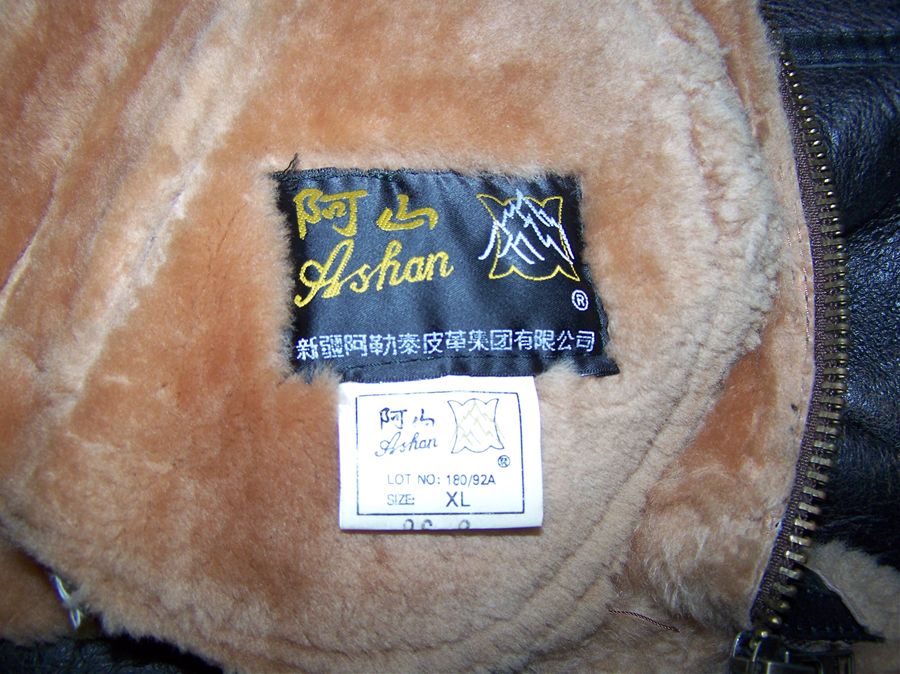 阿山
Ashan
®
新疆阿勒泰皮革集团有限公司
阿山
Ashan
®
LOT NO: 180/92A
SIZE: XL